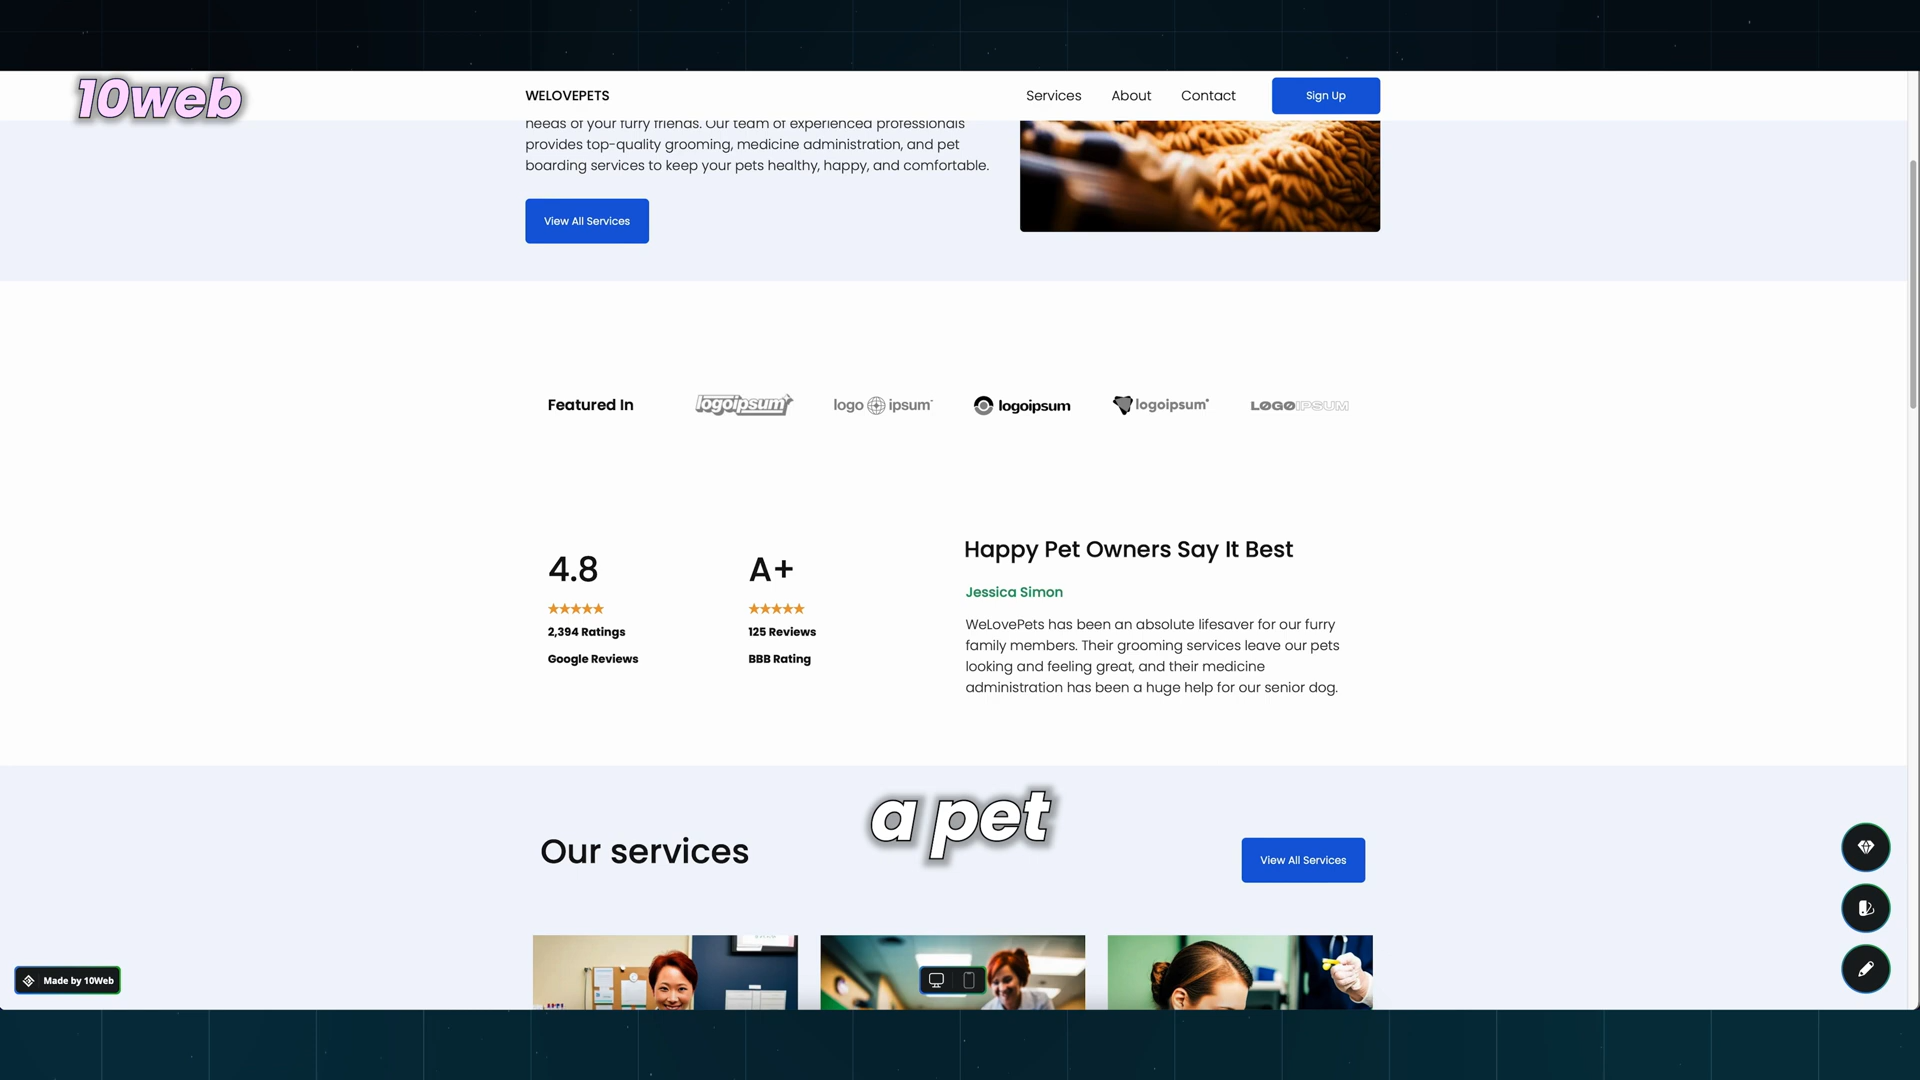 10web
WELOVEPETS
Services
About
Contact
Sign Up
needs of your furry friends. Our team of experienced professionals
provides top-quality grooming, medicine administration, and pet
boarding services to keep your pets healthy, happy, and comfortable.
View All Services
Featured In
logoipsum
logo ipsum
logoipsum
logoipsum
LOGOIPSUM
4.8
2,394 Ratings
Google Reviews
A+
125 Reviews
BBB Rating
Happy Pet Owners Say It Best
Jessica Simon
WeLovePets has been an absolute lifesaver for our furry
family members. Their grooming services leave our pets
looking and feeling great, and their medicine
administration has been a huge help for our senior dog.
a pet
Our services
View All Services
Made by 10Web